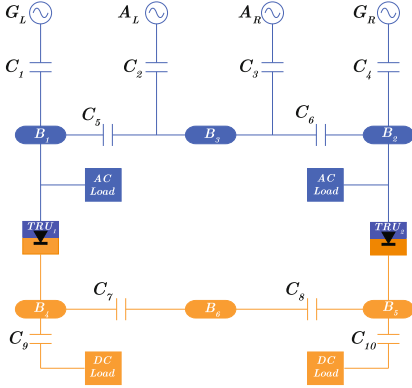 G_L A_L A_R G_R
C_1 C_2 C_3 C_4
C_5 C_6
B_1 B_3 B_2
AC
Load
AC
Load
TRU_1 TRU_2
C_7 C_8
B_4 B_6 B_5
C_9 C_10
DC
Load
DC
Load